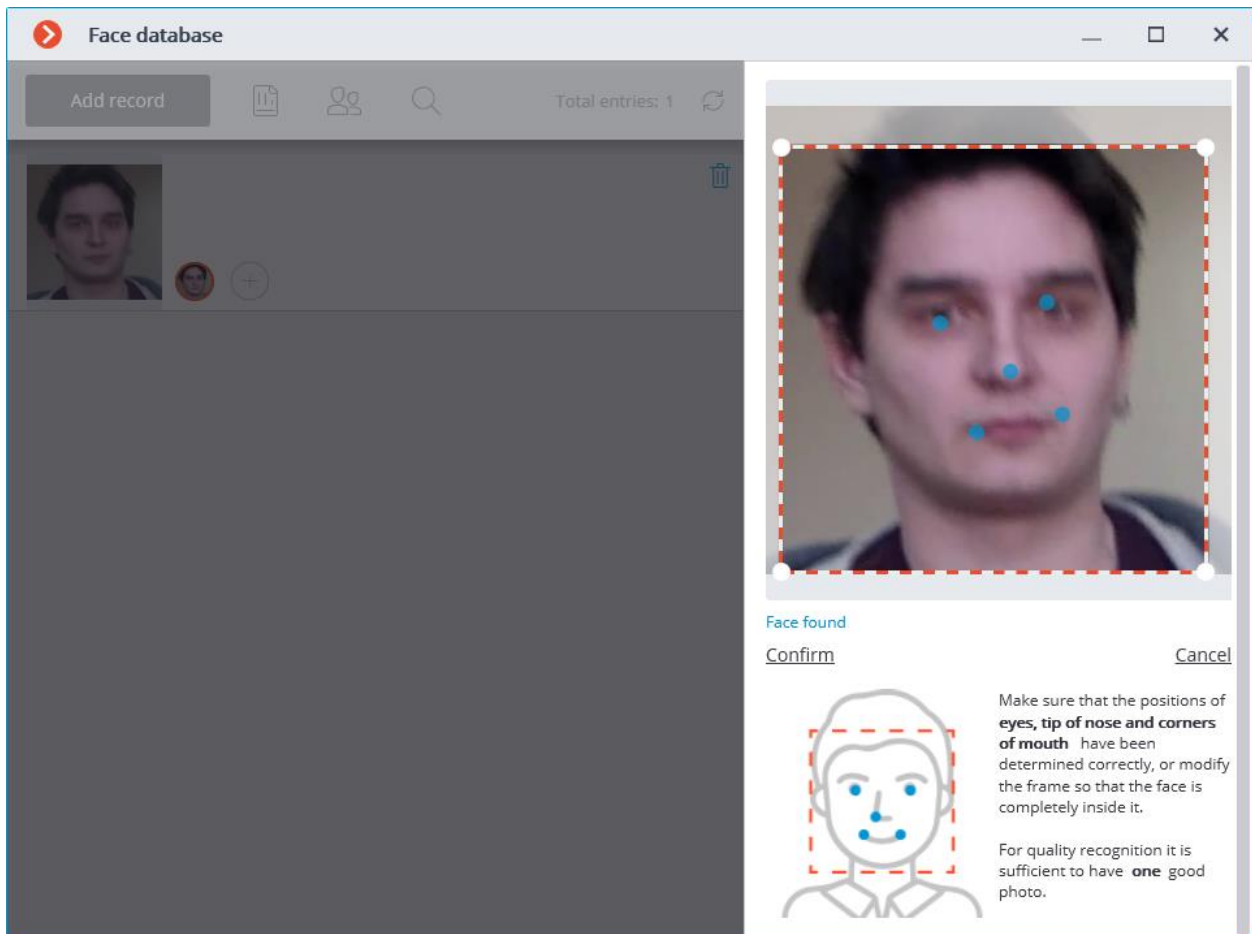 Face database
Add record
Total entries: 1
Face found
Confirm
Cancel
Make sure that the positions of
eyes, tip of nose and corners
of mouth have been
determined correctly, or modify
the frame so that the face is
completely inside it.
For quality recognition it is
sufficient to have one good
photo.